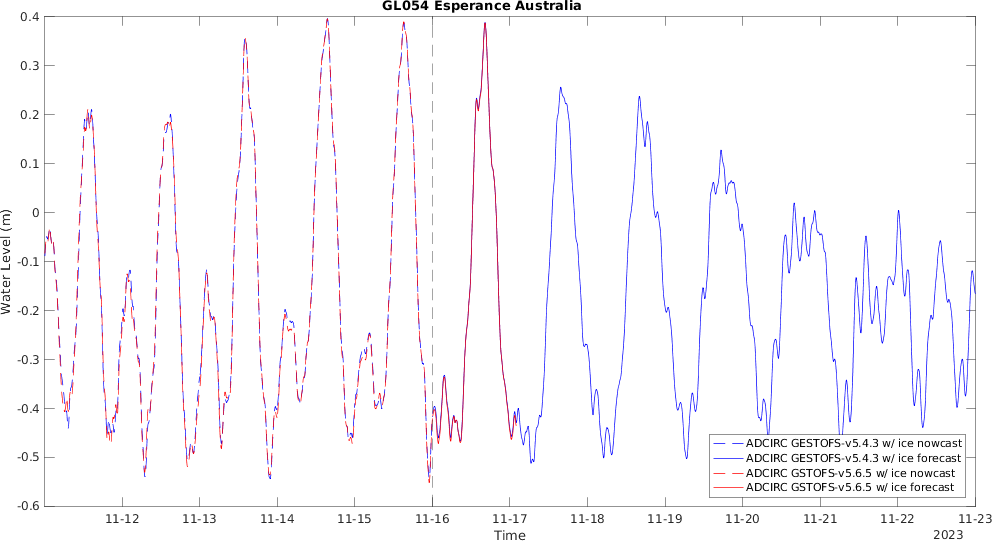 GL054 Esperance Australia
0.4
0.3
0.2
0.1
0
-0.1
-0.2
-0.3
-0.4
-0.5
-0.6
Water Level (m)
ADCIRC GESTOFS-v5.4.3 w/ ice nowcast
ADCIRC GESTOFS-v5.4.3 w/ ice forecast
ADCIRC GSTOFS-v5.6.5 w/ ice nowcast
ADCIRC GSTOFS-v5.6.5 w/ ice forecast
11-12 11-13 11-14 11-15 11-16 11-17 11-18 11-19 11-20 11-21 11-22 11-23
Time
2023